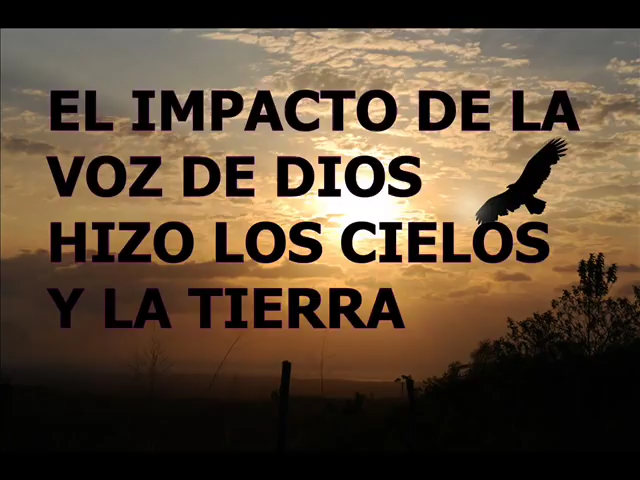 EL IMPACTO DE LA
VOZ DE DIOS
HIZO LOS CIELOS
Y LA TIERRA